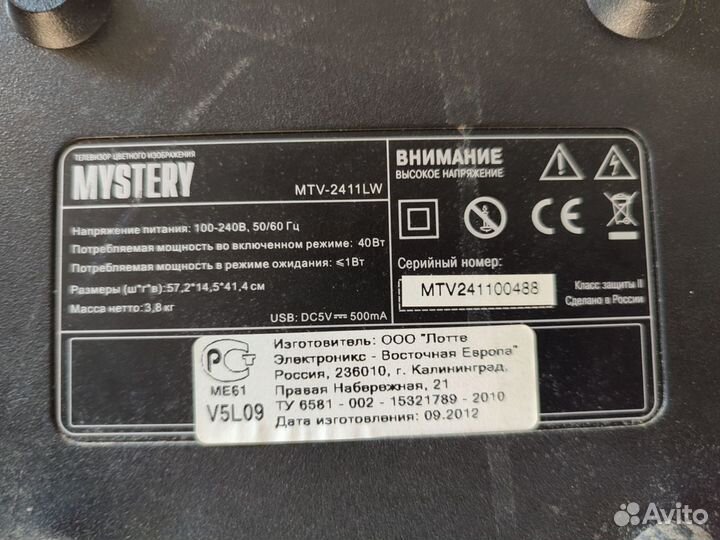 ТЕЛЕВИЗОР ЦВЕТНОГО ИЗОБРАЖЕНИЯ
MYSTERY
MTV-2411LW
Напряжение питания: 100-240В, 50/60 Гц
Потребляемая мощность во включенном режиме: 40Вт
Потребляемая мощность в режиме ожидания: ≤1Вт
Размеры (ш*г*в):57,2*14,5*41,4 см
Масса нетто: 3,8 кг
USB: DC5V⎓ 500mA
ВНИМАНИЕ
ВЫСОКОЕ НАПРЯЖЕНИЕ
CE
Серийный номер:
MTV241100488
Класс защиты II
Сделано в России
РСТ
МЕ61
V5L09
Изготовитель: ООО "Лотте
Электроникс - Восточная Европа"
Россия, 236010, г. Калининград,
Правая Набережная, 21
ТУ 6581 - 002 - 15321789 - 2010
Дата изготовления: 09.2012
Avito